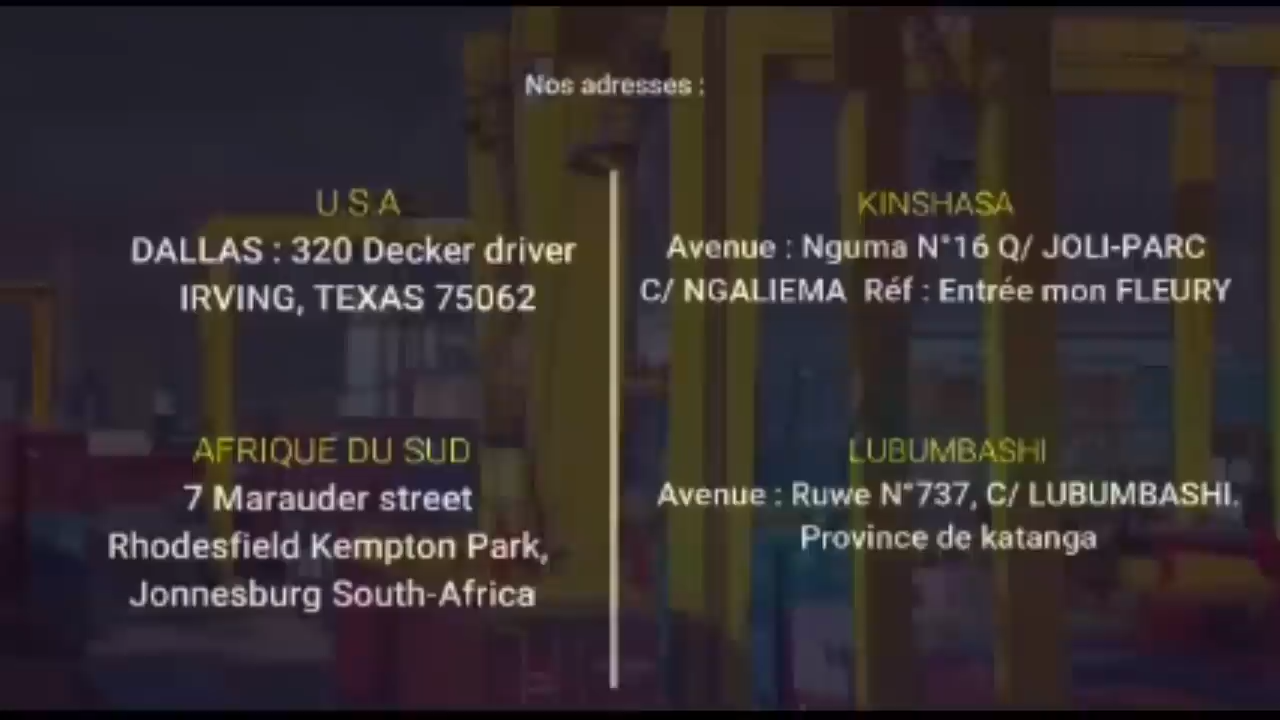 Nos adresses :
U.S.A
DALLAS : 320 Decker driver
IRVING, TEXAS 75062
KINSHASA
Avenue : Nguma N°16 Q/ JOLI-PARC
C/ NGALIEMA Réf : Entrée mon FLEURY
AFRIQUE DU SUD
7 Marauder street
Rhodesfield Kempton Park,
Jonnesburg South-Africa
LUBUMBASHI
Avenue : Ruwe N°737, C/ LUBUMBASHI.
Province de katanga